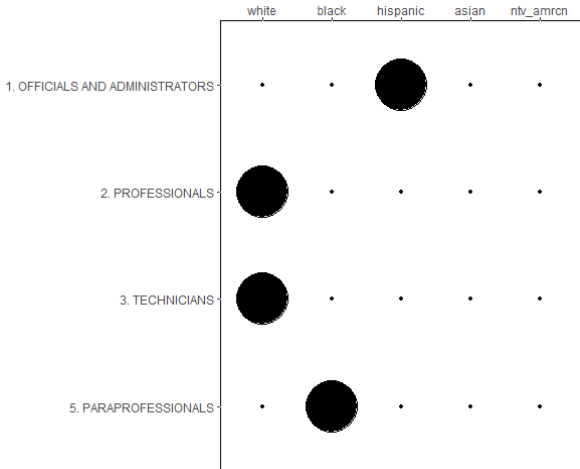 white black hispanic asian ntv_amrcn
1. OFFICIALS AND ADMINISTRATORS
2. PROFESSIONALS
3. TECHNICIANS
5. PARAPROFESSIONALS